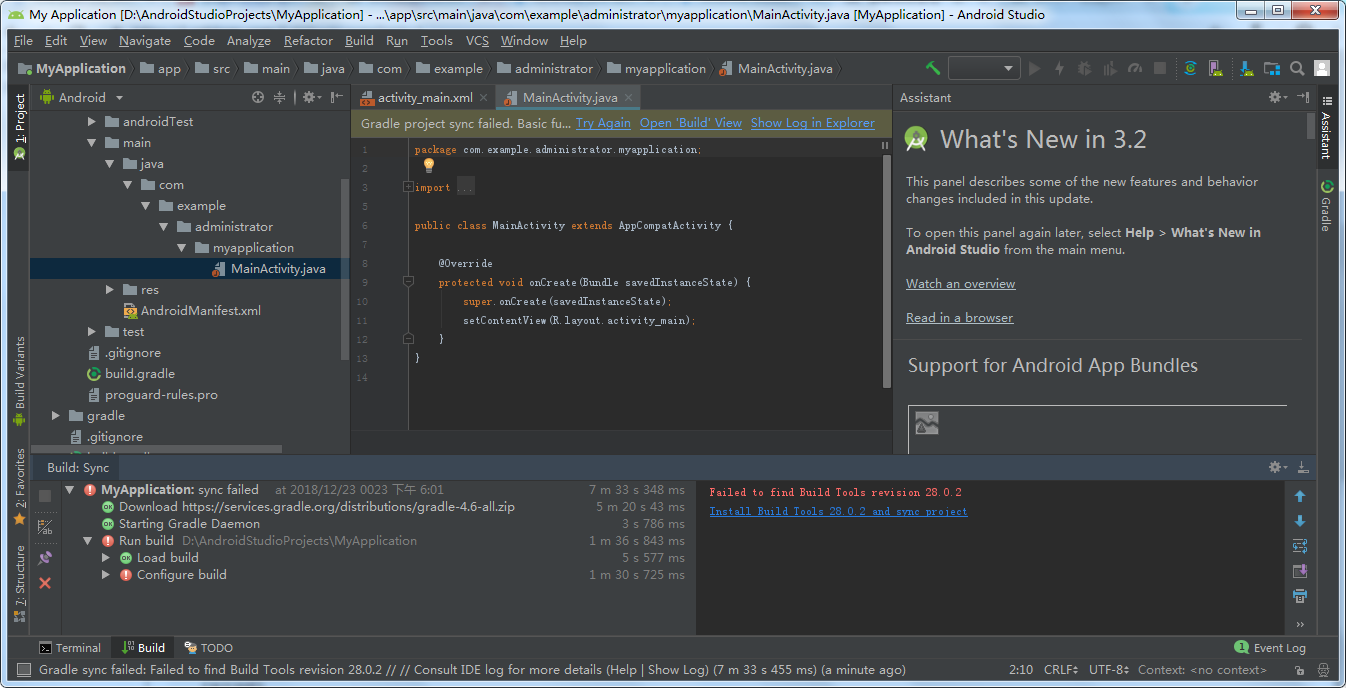 My Application [D:\AndroidStudioProjects\MyApplication] - ...\app\src\main\java\com\example\administrator\myapplication\MainActivity.java [MyApplication] - Android Studio
File Edit View Navigate Code Analyze Refactor Build Run Tools VCS Window Help
MyApplication app src main java com example administrator myapplication MainActivity.java
1: Project
Build Variants
2: Favorites
7: Structure
Android
androidTest
main
java
com
example
administrator
myapplication
MainActivity.java
res
AndroidManifest.xml
test
.gitignore
build.gradle
proguard-rules.pro
gradle
.gitignore
activity_main.xml MainActivity.java
Gradle project sync failed. Basic fu... Try Again Open 'Build' View Show Log in Explorer
1 package com.example.administrator.myapplication;
2
3 import ...
5
6 public class MainActivity extends AppCompatActivity {
7
8 @Override
9 protected void onCreate(Bundle savedInstanceState) {
10 super.onCreate(savedInstanceState);
11 setContentView(R.layout.activity_main);
12 }
13 }
14
Assistant
What's New in 3.2
This panel describes some of the new features and behavior
changes included in this update.
To open this panel again later, select Help > What's New in
Android Studio from the main menu.
Watch an overview
Read in a browser
Support for Android App Bundles
Assistant
Gradle
Build: Sync
MyApplication: sync failed at 2018/12/23 0023 下午 6:01 7 m 33 s 348 ms
Download https://services.gradle.org/distributions/gradle-4.6-all.zip 5 m 20 s 43 ms
Starting Gradle Daemon 3 s 786 ms
Run build D:\AndroidStudioProjects\MyApplication 1 m 36 s 843 ms
Load build 5 s 577 ms
Configure build 1 m 30 s 725 ms
Failed to find Build Tools revision 28.0.2
Install Build Tools 28.0.2 and sync project
Terminal Build TODO 1 Event Log
Gradle sync failed: Failed to find Build Tools revision 28.0.2 // // Consult IDE log for more details (Help | Show Log) (7 m 33 s 455 ms) (a minute ago) 2:10 CRLF UTF-8 Context: <no context>